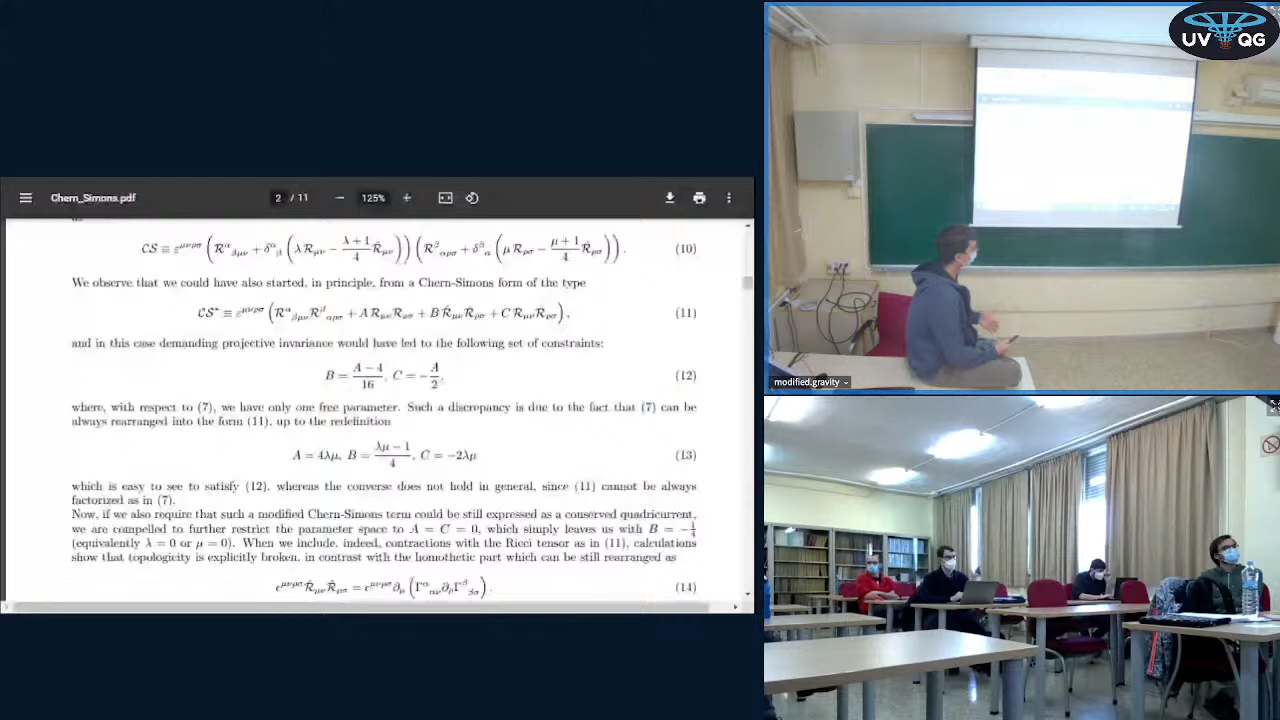 UV QG
Chern_Simons.pdf
2 / 11
125%
CS ≡ ε^{μνρσ} (R^α_{βμν} + δ^α_β (λ R_{μν} − (λ+1)/4 R̂_{μν})) (R^β_{αρσ} + δ^β_α (μ R_{ρσ} − (μ+1)/4 R̂_{ρσ})) . (10)
We observe that we could have also started, in principle, from a Chern-Simons form of the type
CS* ≡ ε^{μνρσ} (R^α_{βμν} R^β_{αρσ} + A R_{μν} R_{ρσ} + B R̂_{μν} R̂_{ρσ} + C R_{μν} R̂_{ρσ}) , (11)
and in this case demanding projective invariance would have led to the following set of constraints:
B = (A − 4)/16 , C = −A/2 , (12)
where, with respect to (7), we have only one free parameter. Such a discrepancy is due to the fact that (7) can be
always rearranged into the form (11), up to the redefinition
A = 4λμ, B = (λμ − 1)/4 , C = −2λμ (13)
which is easy to see to satisfy (12), whereas the converse does not hold in general, since (11) cannot be always
factorized as in (7).
Now, if we also require that such a modified Chern-Simons term could be still expressed as a conserved quadricurrent,
we are compelled to further restrict the parameter space to A = C = 0, which simply leaves us with B = −1/4
(equivalently λ = 0 or μ = 0). When we include, indeed, contractions with the Ricci tensor as in (11), calculations
show that topologicity is explicitly broken, in contrast with the homothetic part which can be still rearranged as
ε^{μνρσ} R̂_{μν} R̂_{ρσ} = ε^{μνρσ} ∂_μ (Γ^α_{αν} ∂_ρ Γ^β_{βσ}) . (14)
modified.gravity